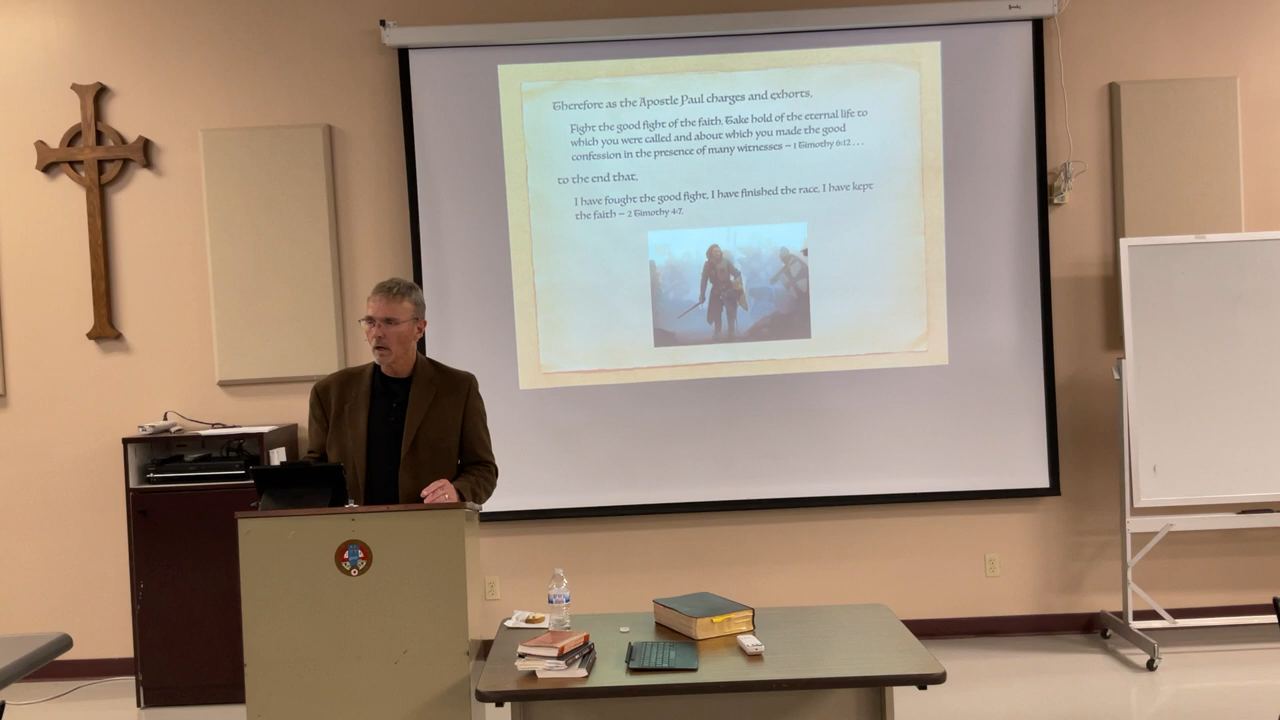 Therefore as the Apostle Paul charges and exhorts,
Fight the good fight of the faith. Take hold of the eternal life to
which you were called and about which you made the good
confession in the presence of many witnesses – 1 Timothy 6:12 . . .
to the end that,
I have fought the good fight, I have finished the race, I have kept
the faith – 2 Timothy 4:7.